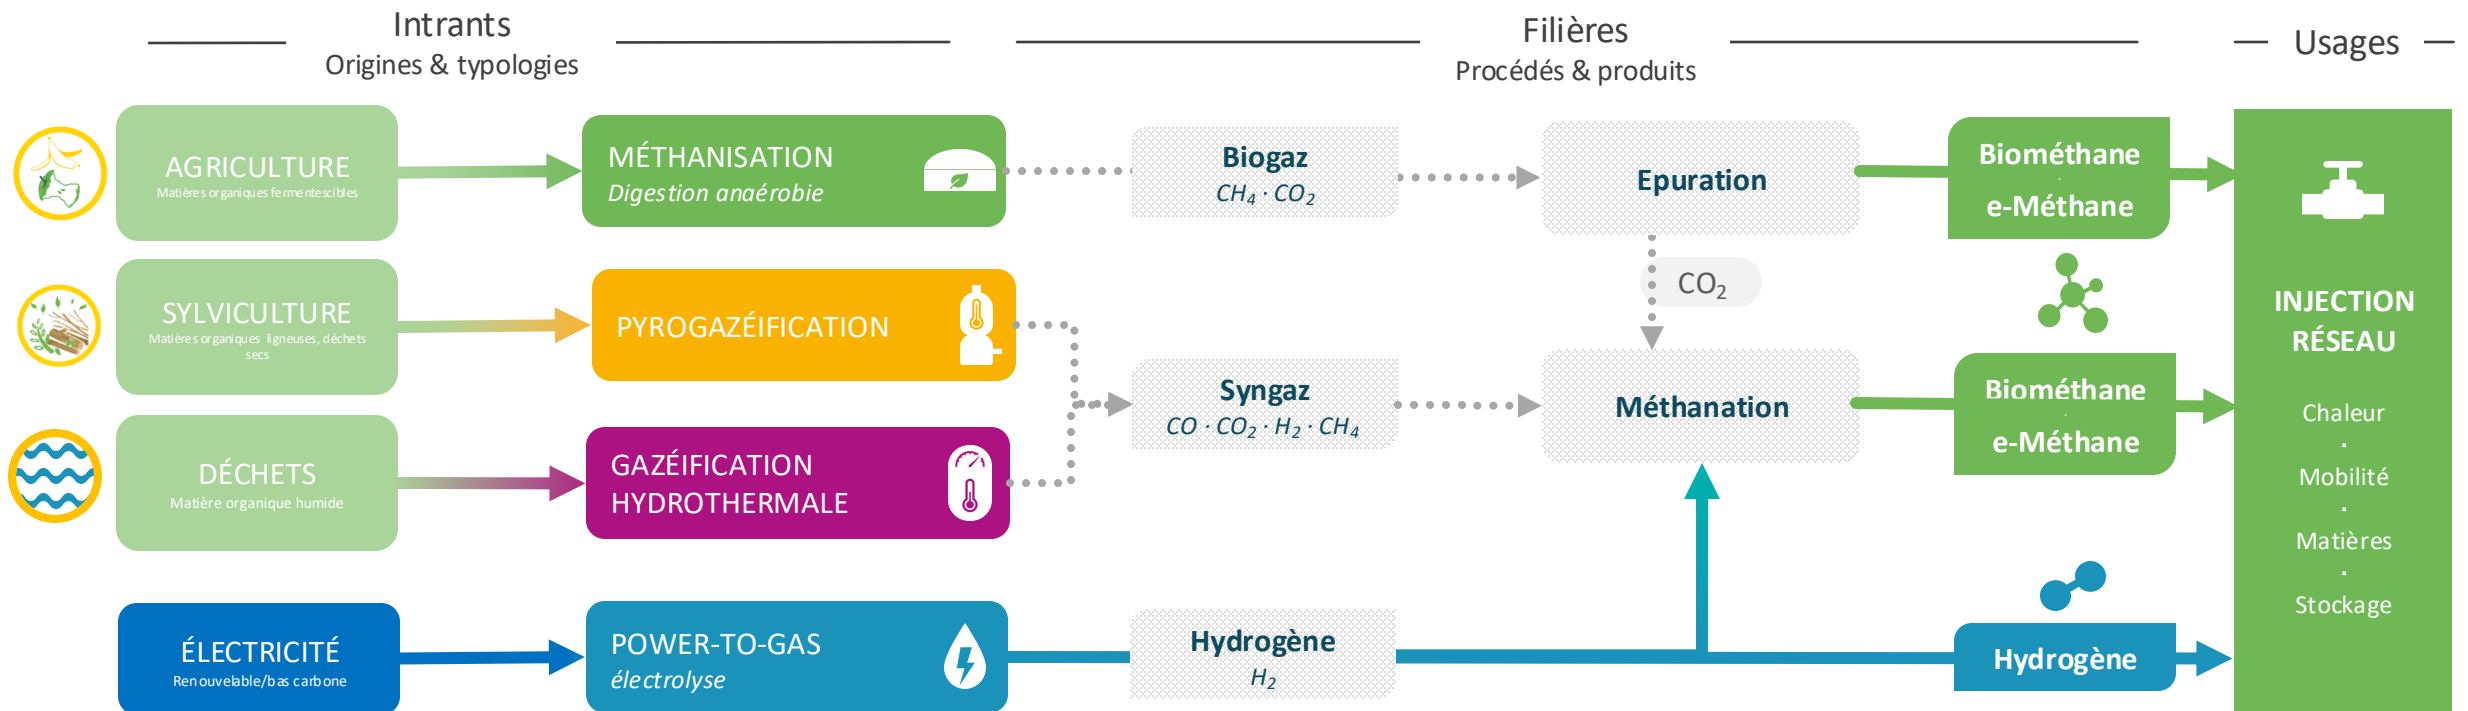 Intrants
Origines & typologies
Filières
Procédés & produits
Usages
AGRICULTURE
Matières organiques fermentescibles
MÉTHANISATION
Digestion anaérobie
Biogaz
CH₄ · CO₂
Epuration
Biométhane
·
e-Méthane
CO₂
SYLVICULTURE
Matières organiques ligneuses, déchets
secs
PYROGAZÉIFICATION
Syngaz
CO · CO₂ · H₂ · CH₄
Méthanation
Biométhane
·
e-Méthane
DÉCHETS
Matière organique humide
GAZÉIFICATION
HYDROTHERMALE
ÉLECTRICITÉ
Renouvelable/bas carbone
POWER-TO-GAS
électrolyse
Hydrogène
H₂
Hydrogène
INJECTION
RÉSEAU
Chaleur
·
Mobilité
·
Matières
·
Stockage